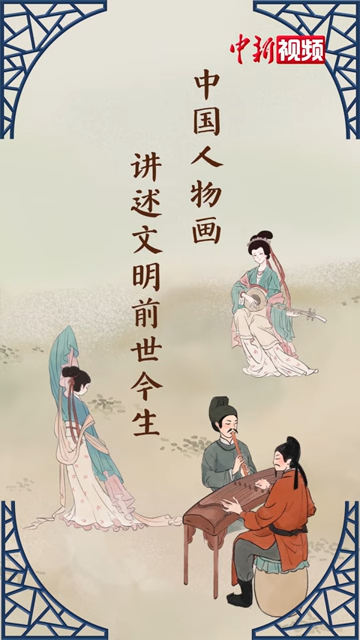 中新视频
中国人物画
讲述文明前世今生